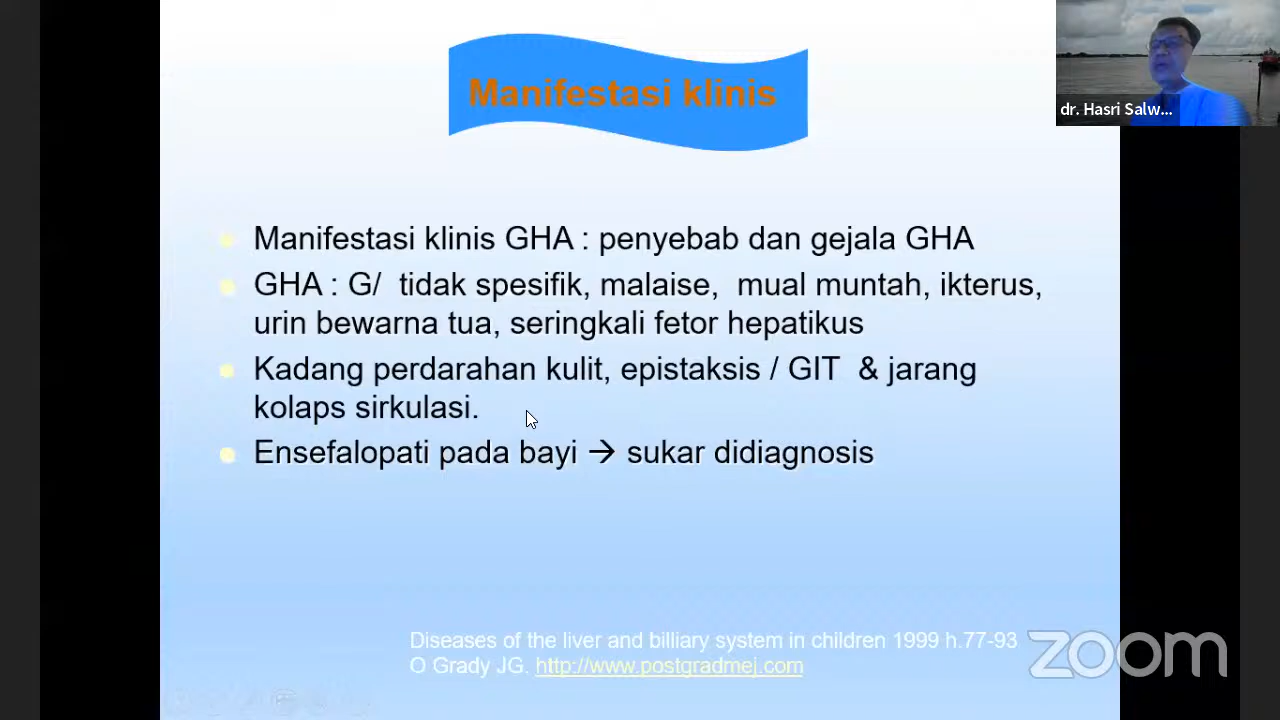 Manifestasi klinis
dr. Hasri Salw...
Manifestasi klinis GHA : penyebab dan gejala GHA
GHA : G/ tidak spesifik, malaise, mual muntah, ikterus,
urin bewarna tua, seringkali fetor hepatikus
Kadang perdarahan kulit, epistaksis / GIT & jarang
kolaps sirkulasi.
Ensefalopati pada bayi → sukar didiagnosis
Diseases of the liver and billiary system in children 1999 h.77-93
O Grady JG. http://www.postgradmej.com
zoom